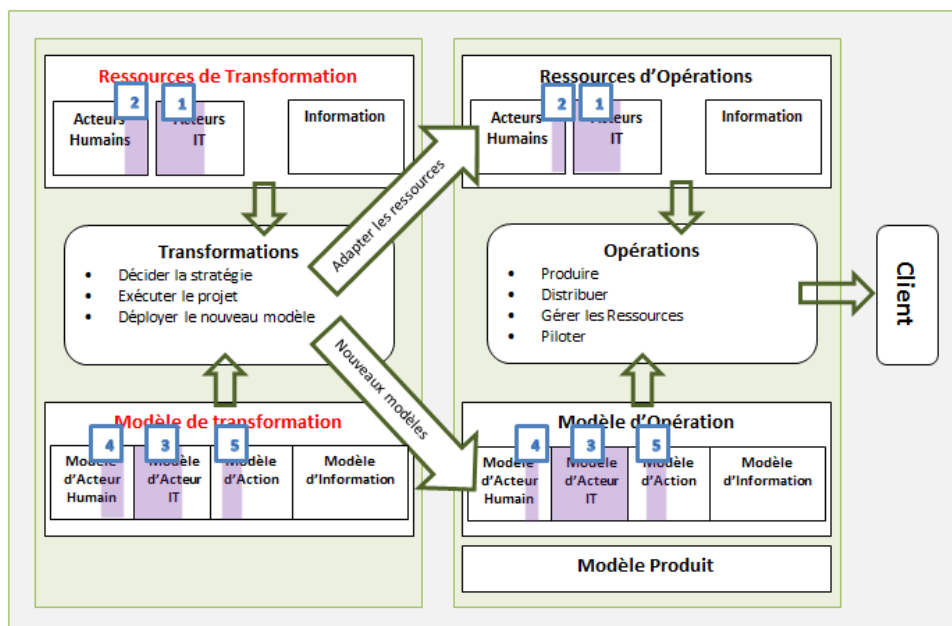 Ressources de Transformation
2
1
Acteurs
Humains
Acteurs
IT
Information
Transformations
• Décider la stratégie
• Exécuter le projet
• Déployer le nouveau modèle
Modèle de transformation
4
3
5
Modèle
d'Acteur
Humain
Modèle
d'Acteur
IT
Modèle
d'Action
Modèle
d'Information
Adapter les ressources
Nouveaux modèles
Ressources d'Opérations
2
1
Acteurs
Humains
Acteurs
IT
Information
Opérations
• Produire
• Distribuer
• Gérer les Ressources
• Piloter
Modèle d'Opération
4
3
5
Modèle
d'Acteur
Humain
Modèle
d'Acteur
IT
Modèle
d'Action
Modèle
d'Information
Modèle Produit
Client